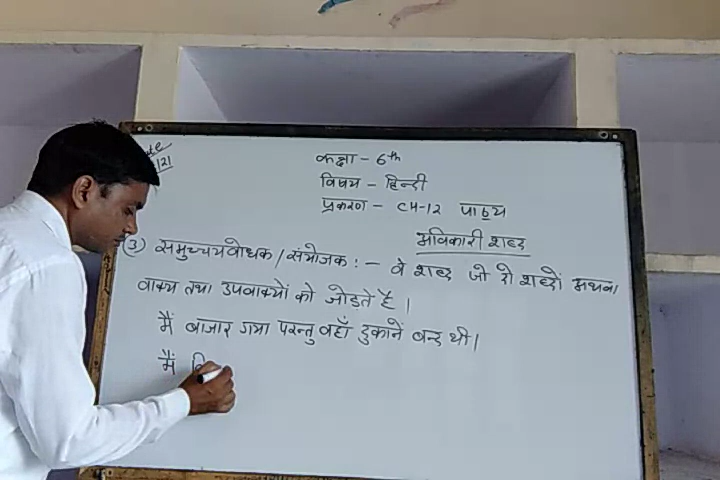 कक्षा - 6th
विषय - हिन्दी
प्रकरण - CH-12 पाठ्य
अविकारी शब्द
(3) समुच्चयबोधक / संयोजक :- वे शब्द जो दो शब्दों अथवा
वाक्य तथा उपवाक्यों को जोड़ते हैं।
मैं बाजार गया परन्तु वहाँ दुकानें बन्द थी।
मैं वि